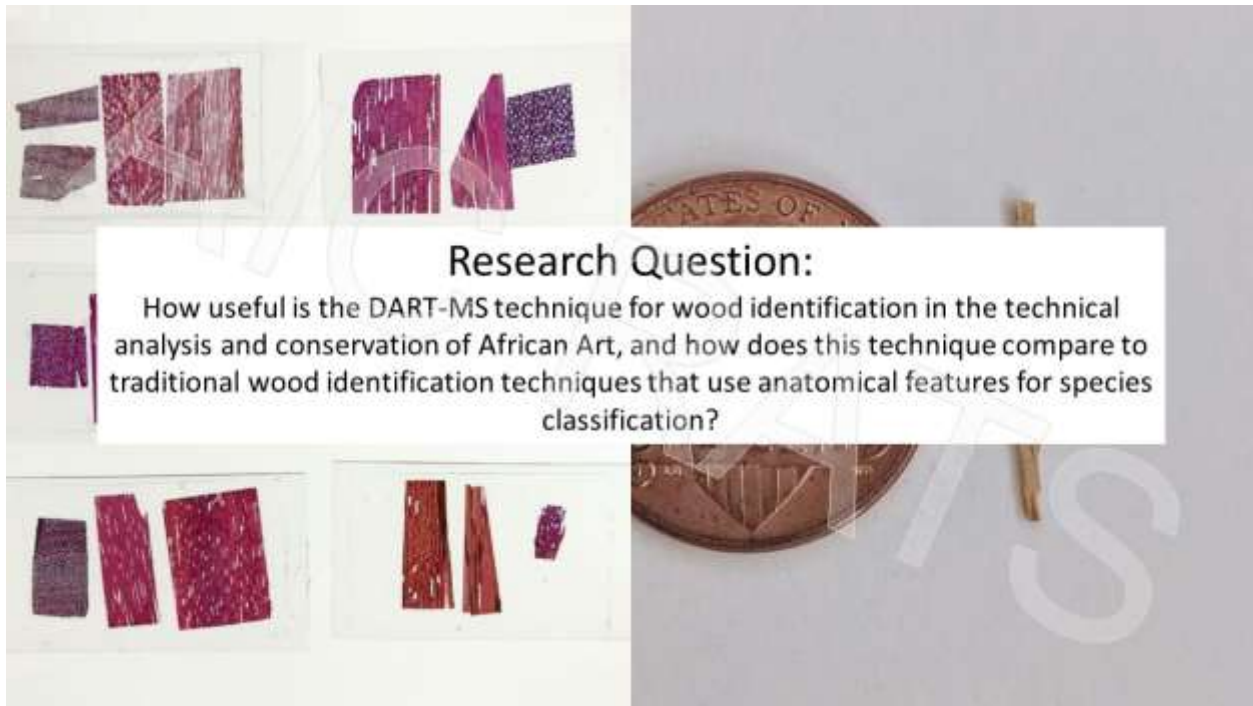 TATES OF
Research Question:
How useful is the DART-MS technique for wood identification in the technical
analysis and conservation of African Art, and how does this technique compare to
traditional wood identification techniques that use anatomical features for species
classification?